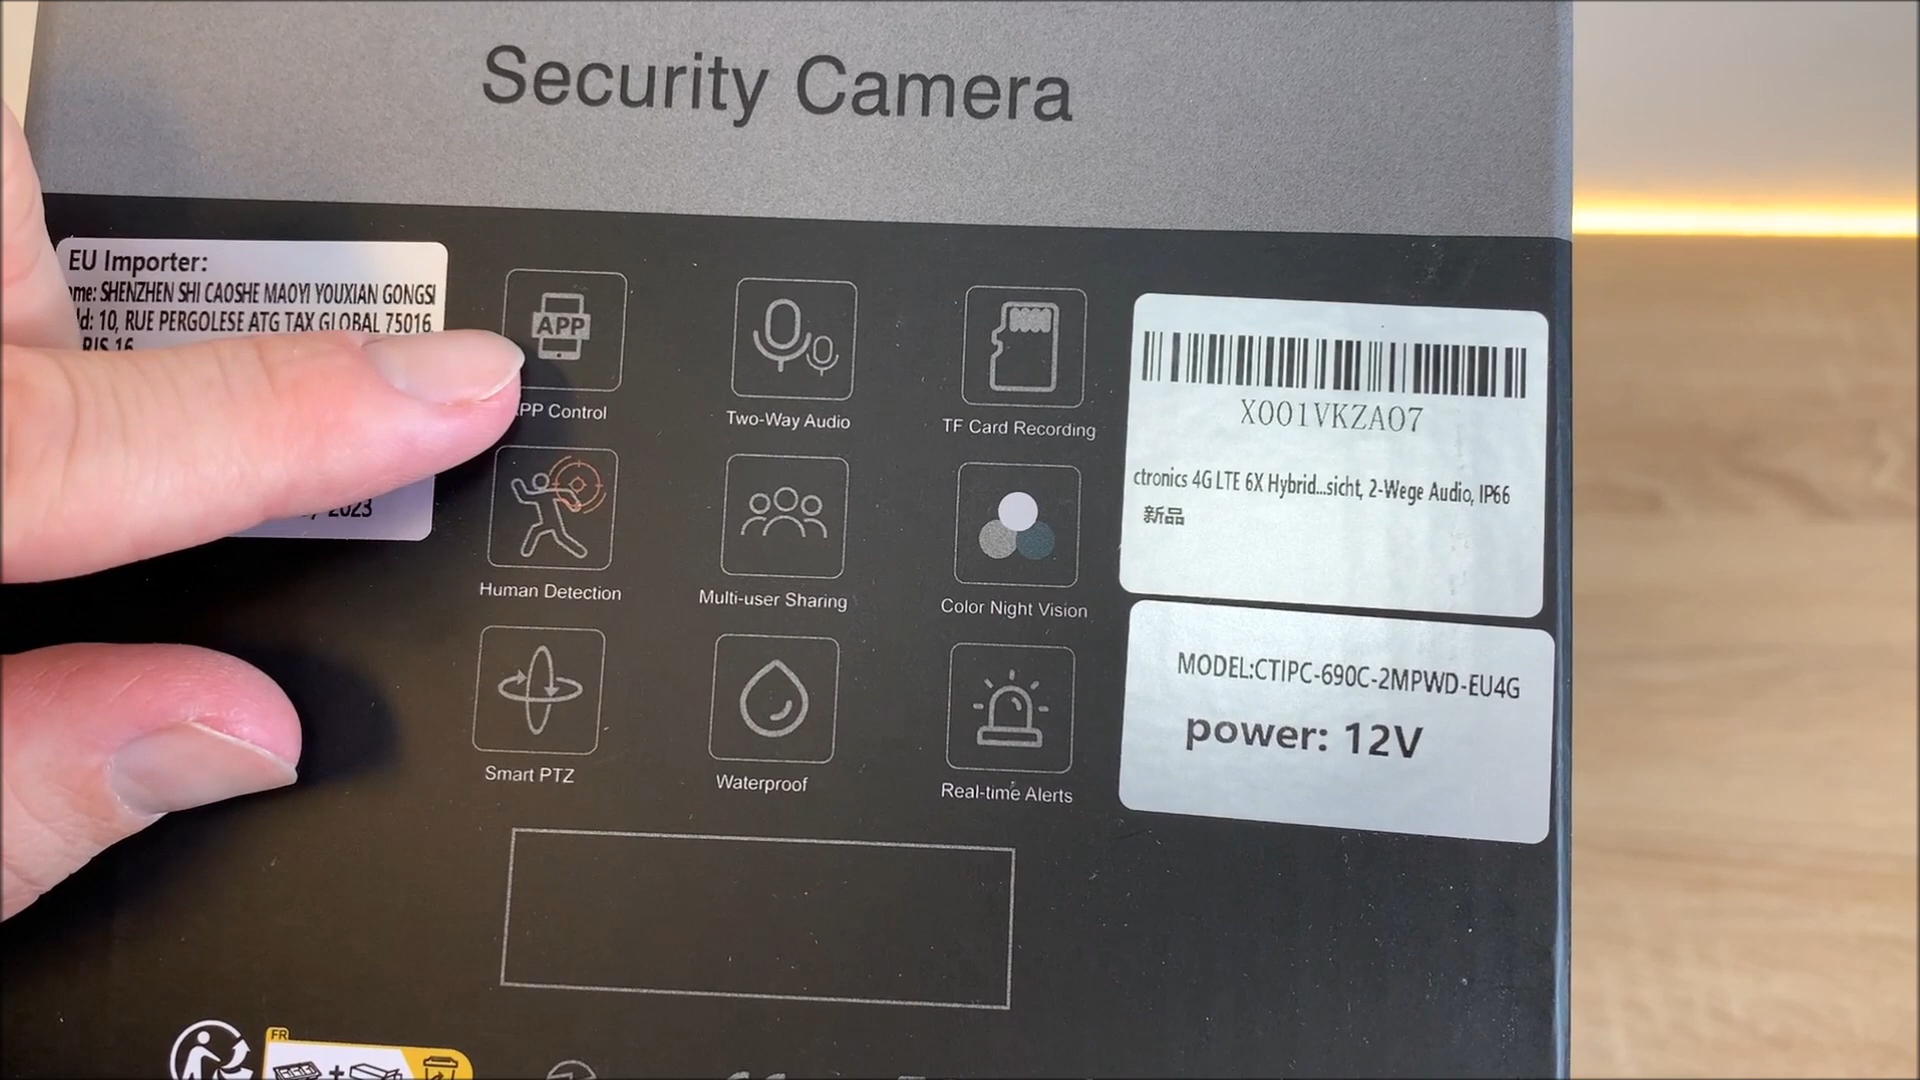 Security Camera
EU Importer:
me: SHENZHEN SHI CAOSHE MAOYI YOUXIAN GONGSI
d: 10, RUE PERGOLESE ATG TAX GLOBAL 75016
RIS 16
2023
APP
PP Control
Two-Way Audio
TF Card Recording
Human Detection
Multi-user Sharing
Color Night Vision
Smart PTZ
Waterproof
Real-time Alerts
X001VKZAO7
ctronics 4G LTE 6X Hybrid...sicht, 2-Wege Audio, IP66
新品
MODEL:CTIPC-690C-2MPWD-EU4G
power: 12V
FR